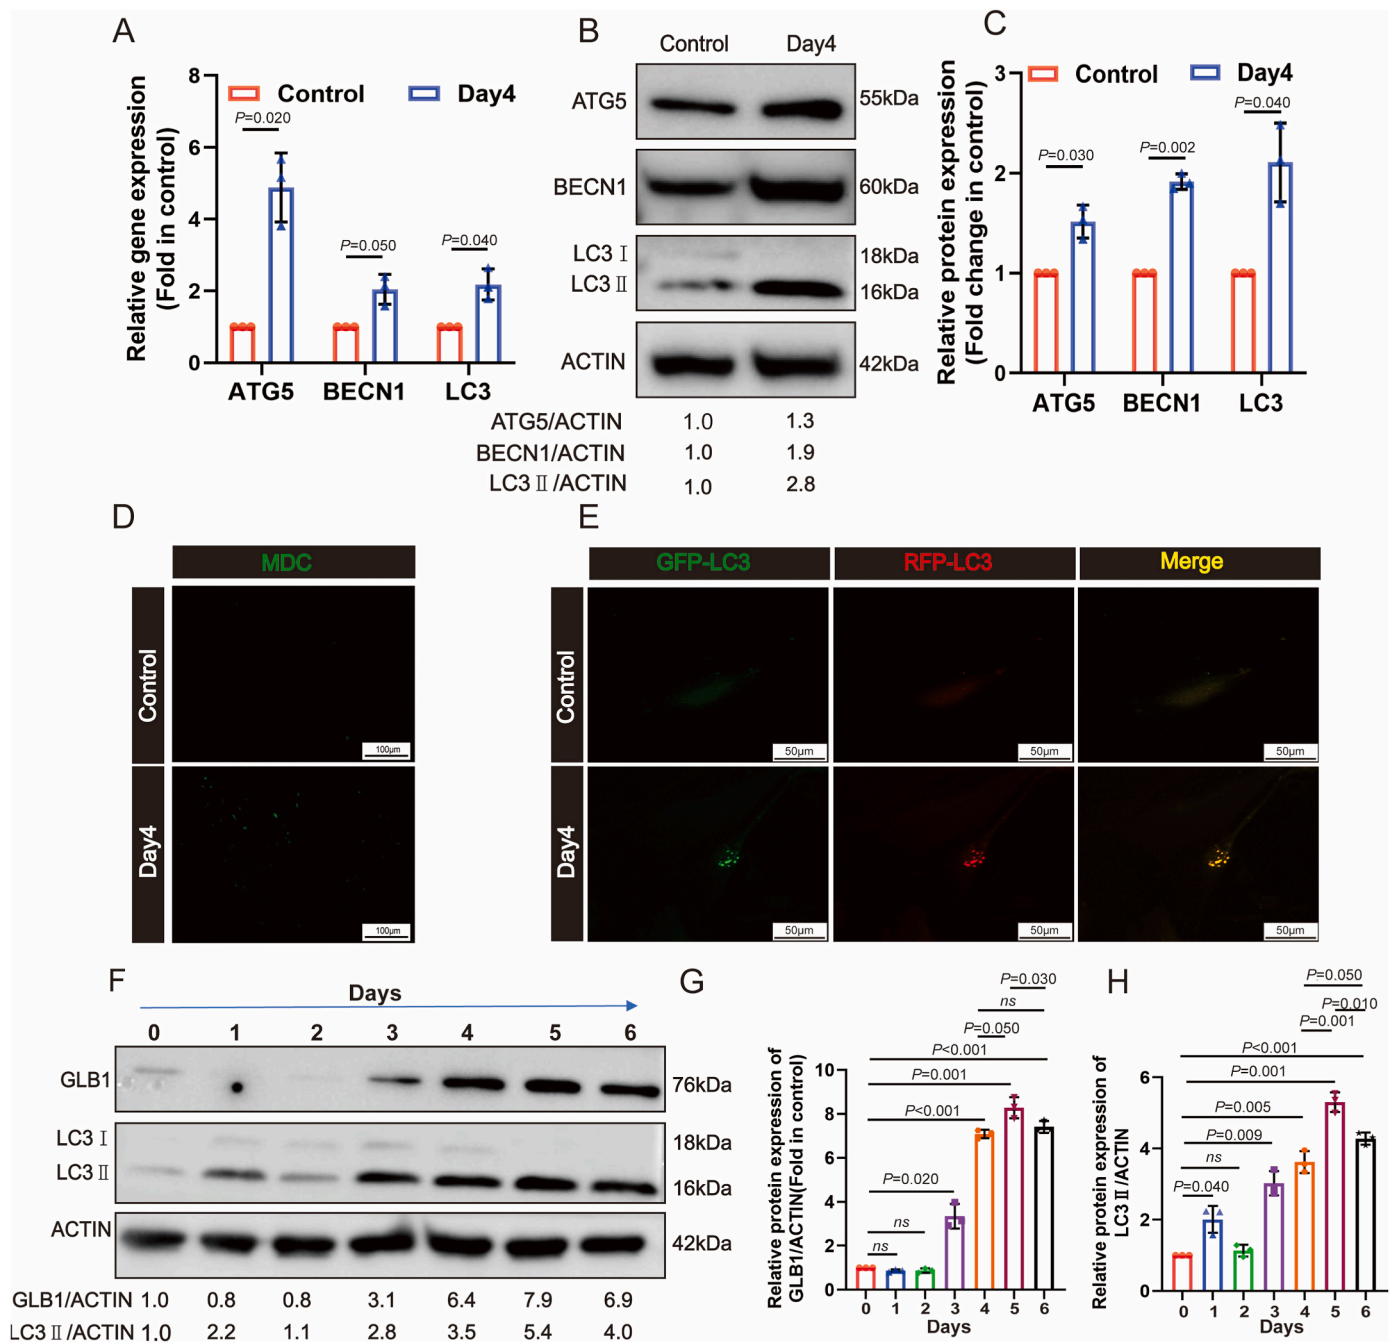 A
Relative gene expression
(Fold in control)
8
6
4
2
0
Control
Day4
P=0.020
P=0.050
P=0.040
ATG5
BECN1
LC3
B
Control
Day4
ATG5
55kDa
BECN1
60kDa
LC3 Ⅰ
18kDa
LC3 Ⅱ
16kDa
ACTIN
42kDa
ATG5/ACTIN 1.0 1.3
BECN1/ACTIN 1.0 1.9
LC3 Ⅱ/ACTIN 1.0 2.8
C
Relative protein expression
(Fold change in control)
3
2
1
0
Control
Day4
P=0.030
P=0.002
P=0.040
ATG5
BECN1
LC3
D
MDC
Control
100μm
Day4
100μm
E
GFP-LC3
RFP-LC3
Merge
Control
50μm
50μm
50μm
Day4
50μm
50μm
50μm
F
Days
0 1 2 3 4 5 6
GLB1
76kDa
LC3 Ⅰ
18kDa
LC3 Ⅱ
16kDa
ACTIN
42kDa
GLB1/ACTIN 1.0 0.8 0.8 3.1 6.4 7.9 6.9
LC3 Ⅱ/ACTIN 1.0 2.2 1.1 2.8 3.5 5.4 4.0
G
Relative protein expression of
GLB1/ACTIN(Fold in control)
10
8
6
4
2
0
P=0.030
ns
P=0.050
P<0.001
P=0.001
P<0.001
P=0.020
ns
ns
0 1 2 3 4 5 6
Days
H
Relative protein expression of
LC3 Ⅱ/ACTIN
6
4
2
0
P=0.050
P=0.010
P=0.001
P<0.001
P=0.001
P=0.005
P=0.009
ns
P=0.040
0 1 2 3 4 5 6
Days